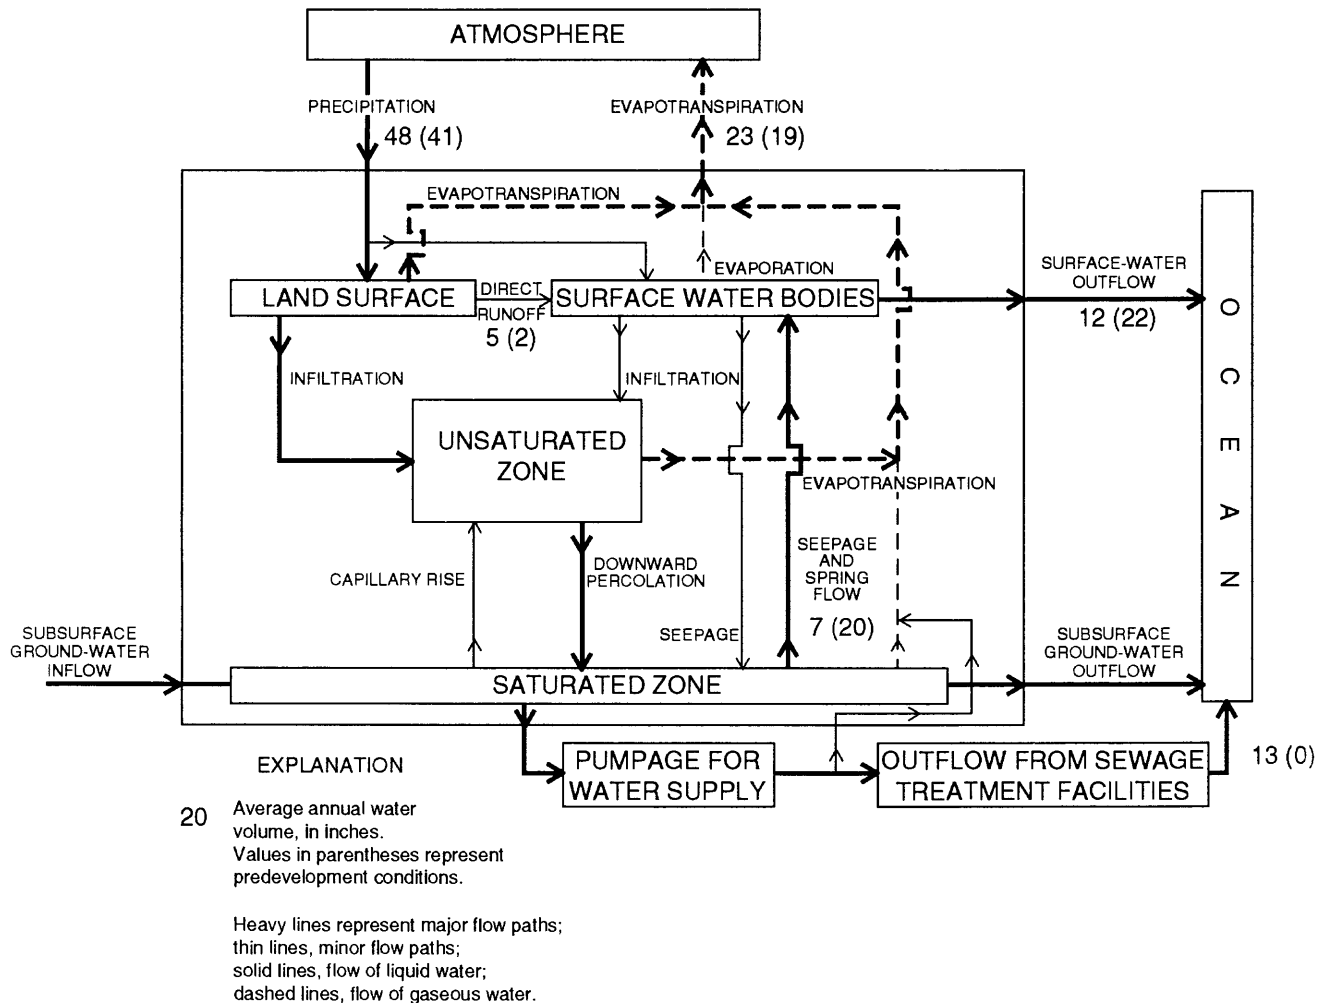 ATMOSPHERE
PRECIPITATION
48 (41)
EVAPOTRANSPIRATION
23 (19)
EVAPOTRANSPIRATION
EVAPORATION
LAND SURFACE
DIRECT
RUNOFF
5 (2)
SURFACE WATER BODIES
SURFACE-WATER
OUTFLOW
12 (22)
OCEAN
INFILTRATION
INFILTRATION
UNSATURATED
ZONE
EVAPOTRANSPIRATION
CAPILLARY RISE
DOWNWARD
PERCOLATION
SEEPAGE
AND
SPRING
FLOW
7 (20)
SEEPAGE
SUBSURFACE
GROUND-WATER
INFLOW
SATURATED ZONE
SUBSURFACE
GROUND-WATER
OUTFLOW
PUMPAGE FOR
WATER SUPPLY
OUTFLOW FROM SEWAGE
TREATMENT FACILITIES
13 (0)
EXPLANATION
20 Average annual water
volume, in inches.
Values in parentheses represent
predevelopment conditions.
Heavy lines represent major flow paths;
thin lines, minor flow paths;
solid lines, flow of liquid water;
dashed lines, flow of gaseous water.